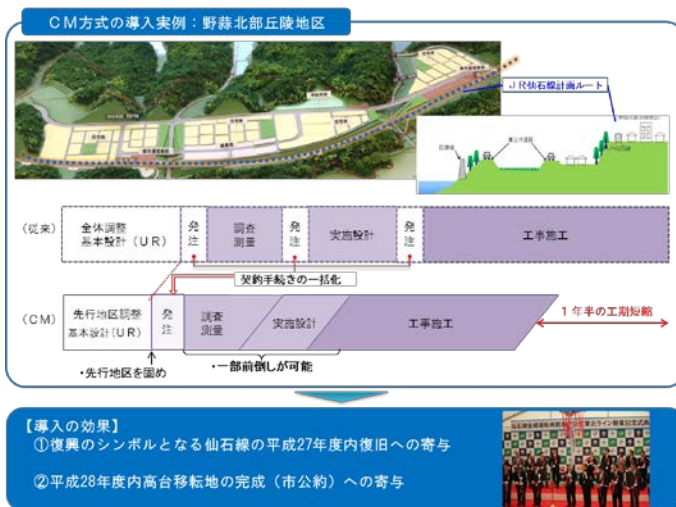 CM方式の導入実例:野蒜北部丘陵地区
JR仙石線計画ルート
(従来)
全体調整
基本設計(UR)
発注
調査
測量
発注
実施設計
発注
工事施工
契約手続きの一括化
(CM)
先行地区調整
基本設計(UR)
発注
調査
測量
実施設計
工事施工
1年半の工期短縮
・先行地区を固め
・一部前倒しが可能
【導入の効果】
①復興のシンボルとなる仙石線の平成27年度内復旧への寄与
②平成28年度内高台移転地の完成(市公約)への寄与